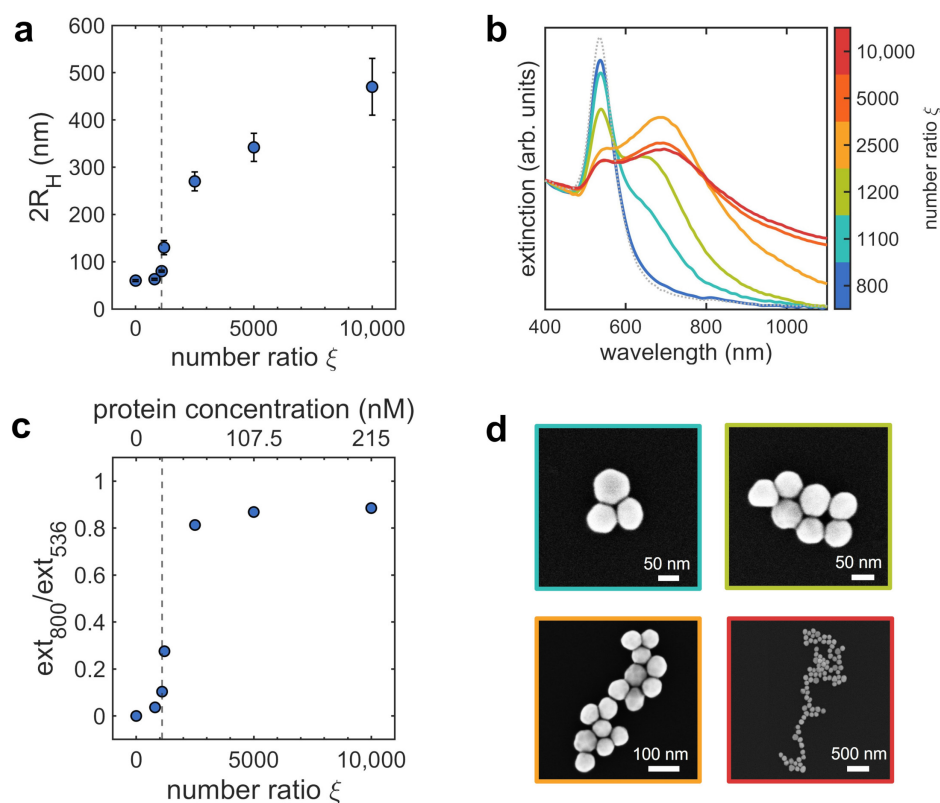 a
600
500
400
300
200
100
0
2R_H (nm)
0 5000 10,000
number ratio ξ
b
extinction (arb. units)
400 600 800 1000
wavelength (nm)
10,000
5000
2500
1200
1100
800
number ratio ξ
c
protein concentration (nM)
0 107.5 215
1
0.8
0.6
0.4
0.2
0
ext_800/ext_536
0 5000 10,000
number ratio ξ
d
50 nm
50 nm
100 nm
500 nm